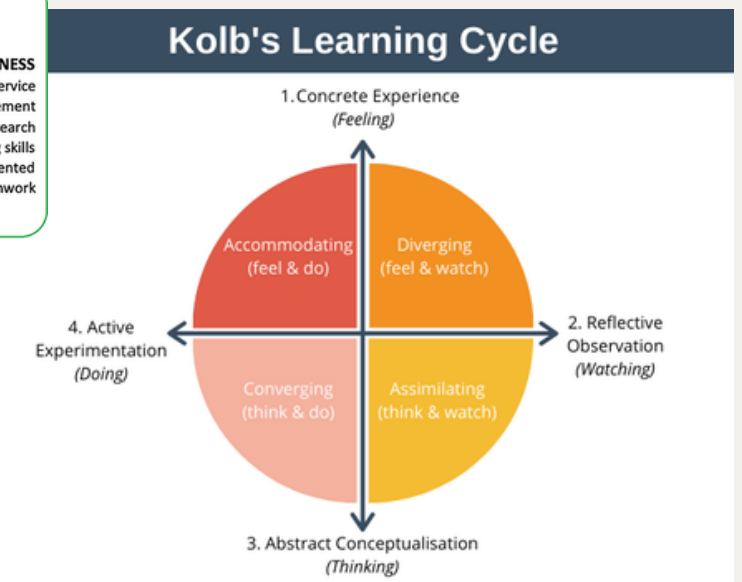 Kolb's Learning Cycle
NESS
ervice
ement
earch
skills
ented
nwork
1.Concrete Experience
(Feeling)
Accommodating
(feel & do)
Diverging
(feel & watch)
4. Active
Experimentation
(Doing)
2. Reflective
Observation
(Watching)
Converging
(think & do)
Assimilating
(think & watch)
3. Abstract Conceptualisation
(Thinking)